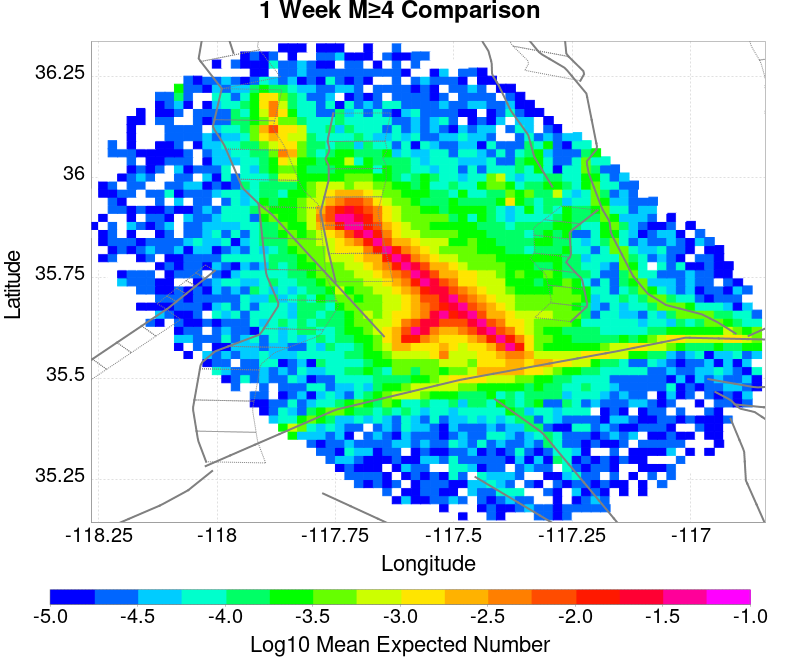 1 Week M≥4 Comparison
36.25
36
35.75
35.5
35.25
Latitude
-118.25 -118 -117.75 -117.5 -117.25 -117
Longitude
-5.0 -4.5 -4.0 -3.5 -3.0 -2.5 -2.0 -1.5 -1.0
Log10 Mean Expected Number